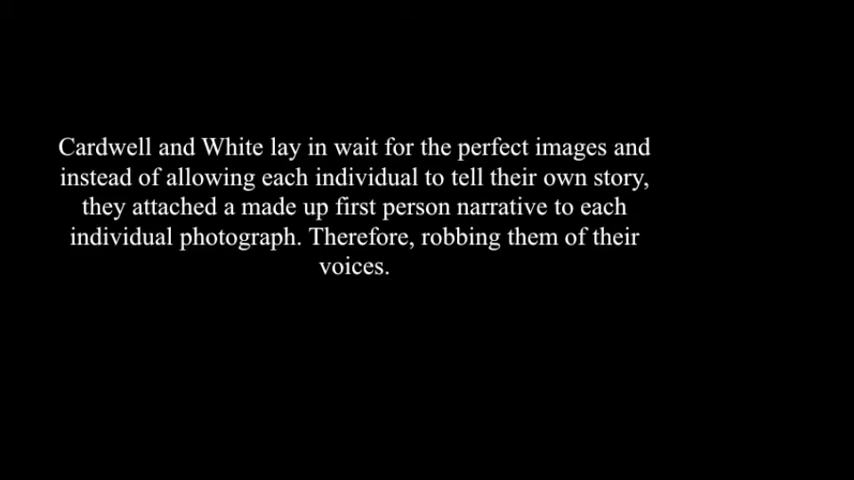 Cardwell and White lay in wait for the perfect images and
instead of allowing each individual to tell their own story,
they attached a made up first person narrative to each
individual photograph. Therefore, robbing them of their
voices.